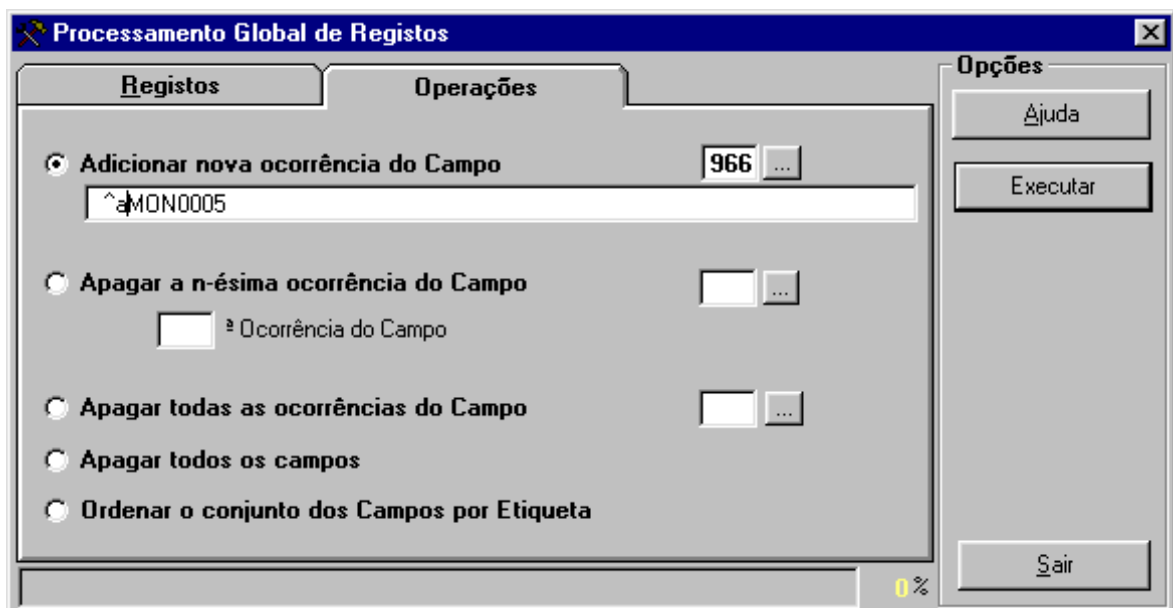 Processamento Global de Registos
Registos
Operações
Opções
Ajuda
Adicionar nova ocorrência do Campo 966 ...
Executar
^aMON0005
Apagar a n-ésima ocorrência do Campo ...
ª Ocorrência do Campo
Apagar todas as ocorrências do Campo ...
Apagar todos os campos
Ordenar o conjunto dos Campos por Etiqueta
Sair
0%